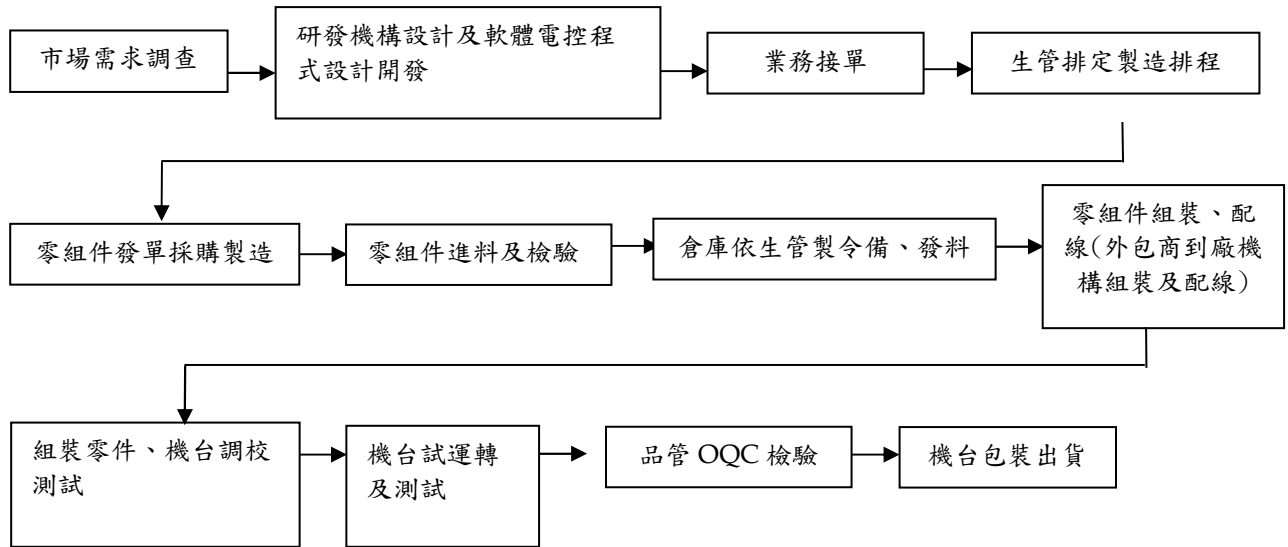 市場需求調查
研發機構設計及軟體電控程
式設計開發
業務接單
生管排定製造排程
零組件發單採購製造
零組件進料及檢驗
倉庫依生管製令備、發料
零組件組裝、配
線(外包商到廠機
構組裝及配線)
組裝零件、機台調校
測試
機台試運轉
及測試
品管 OQC 檢驗
機台包裝出貨